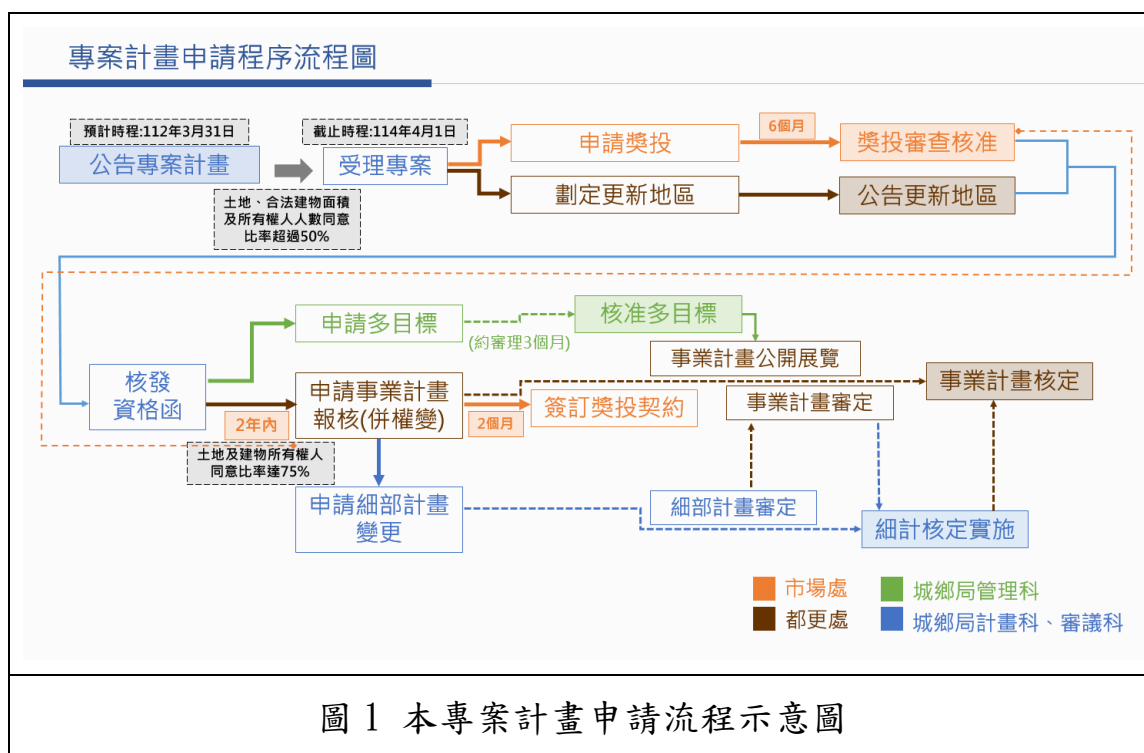 專案計畫申請程序流程圖
預計時程:112年3月31日
公告專案計畫
截止時程:114年4月1日
受理專案
土地、合法建物面積
及所有權人人數同意
比率超過50%
申請獎投
6個月
獎投審查核准
劃定更新地區
公告更新地區
申請多目標
(約審理3個月)
核准多目標
事業計畫公開展覽
核發
資格函
2年內
土地及建物所有權人
同意比率達75%
申請事業計畫
報核(併權變)
2個月
簽訂獎投契約
事業計畫審定
事業計畫核定
申請細部計畫
變更
細部計畫審定
細計核定實施
市場處
城鄉局管理科
都更處
城鄉局計畫科、審議科
圖1 本專案計畫申請流程示意圖